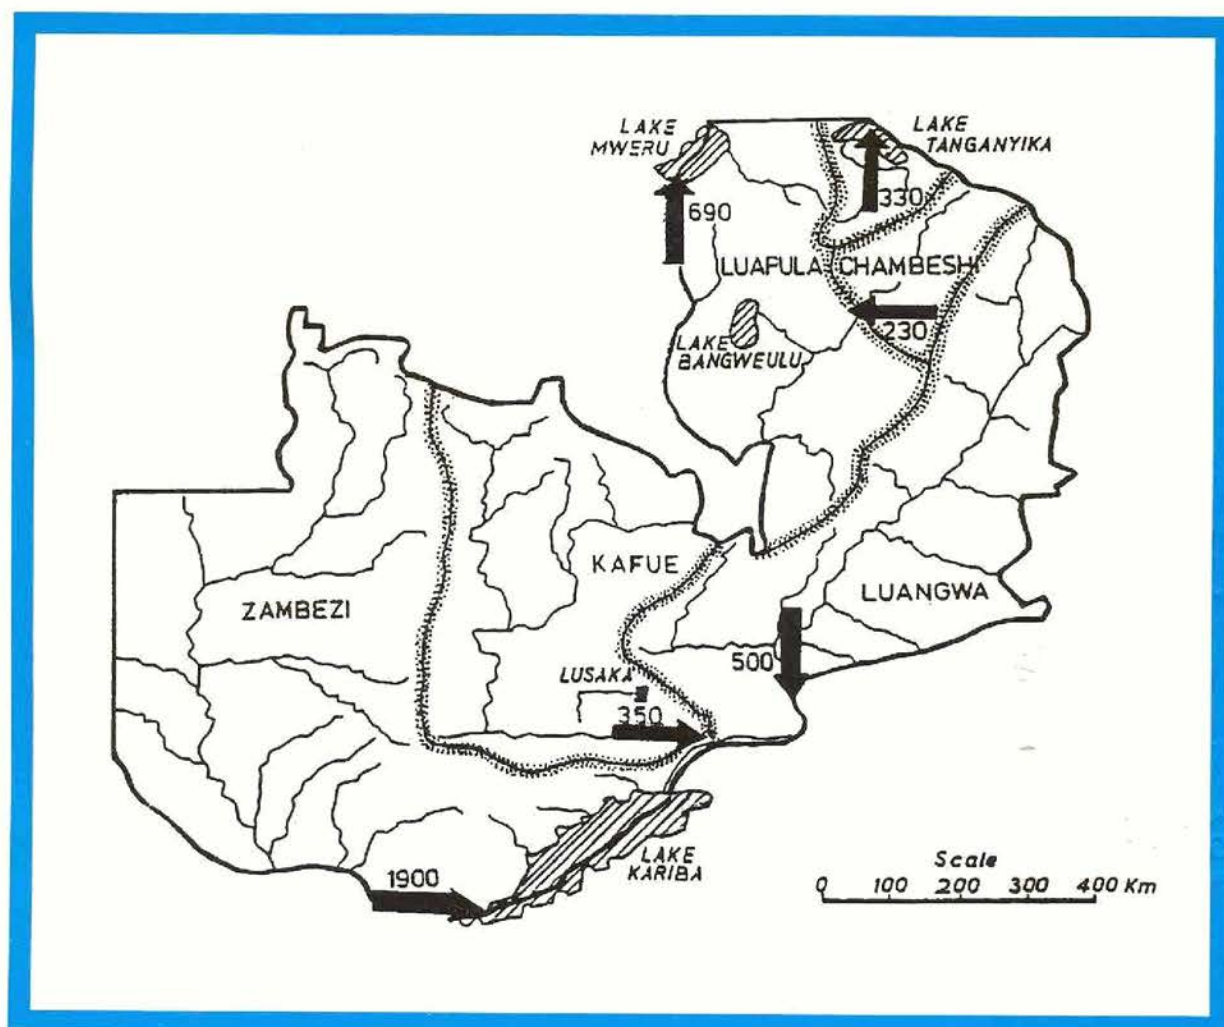 LAKE
MWERU
LAKE
TANGANYIKA
690
330
LUAFULA
CHAMBESHI
230
LAKE
BANGWEULU
KAFUE
ZAMBEZI
LUANGWA
500
LUSAKA
350
LAKE
KARIBA
1900
Scale
0 100 200 300 400 Km